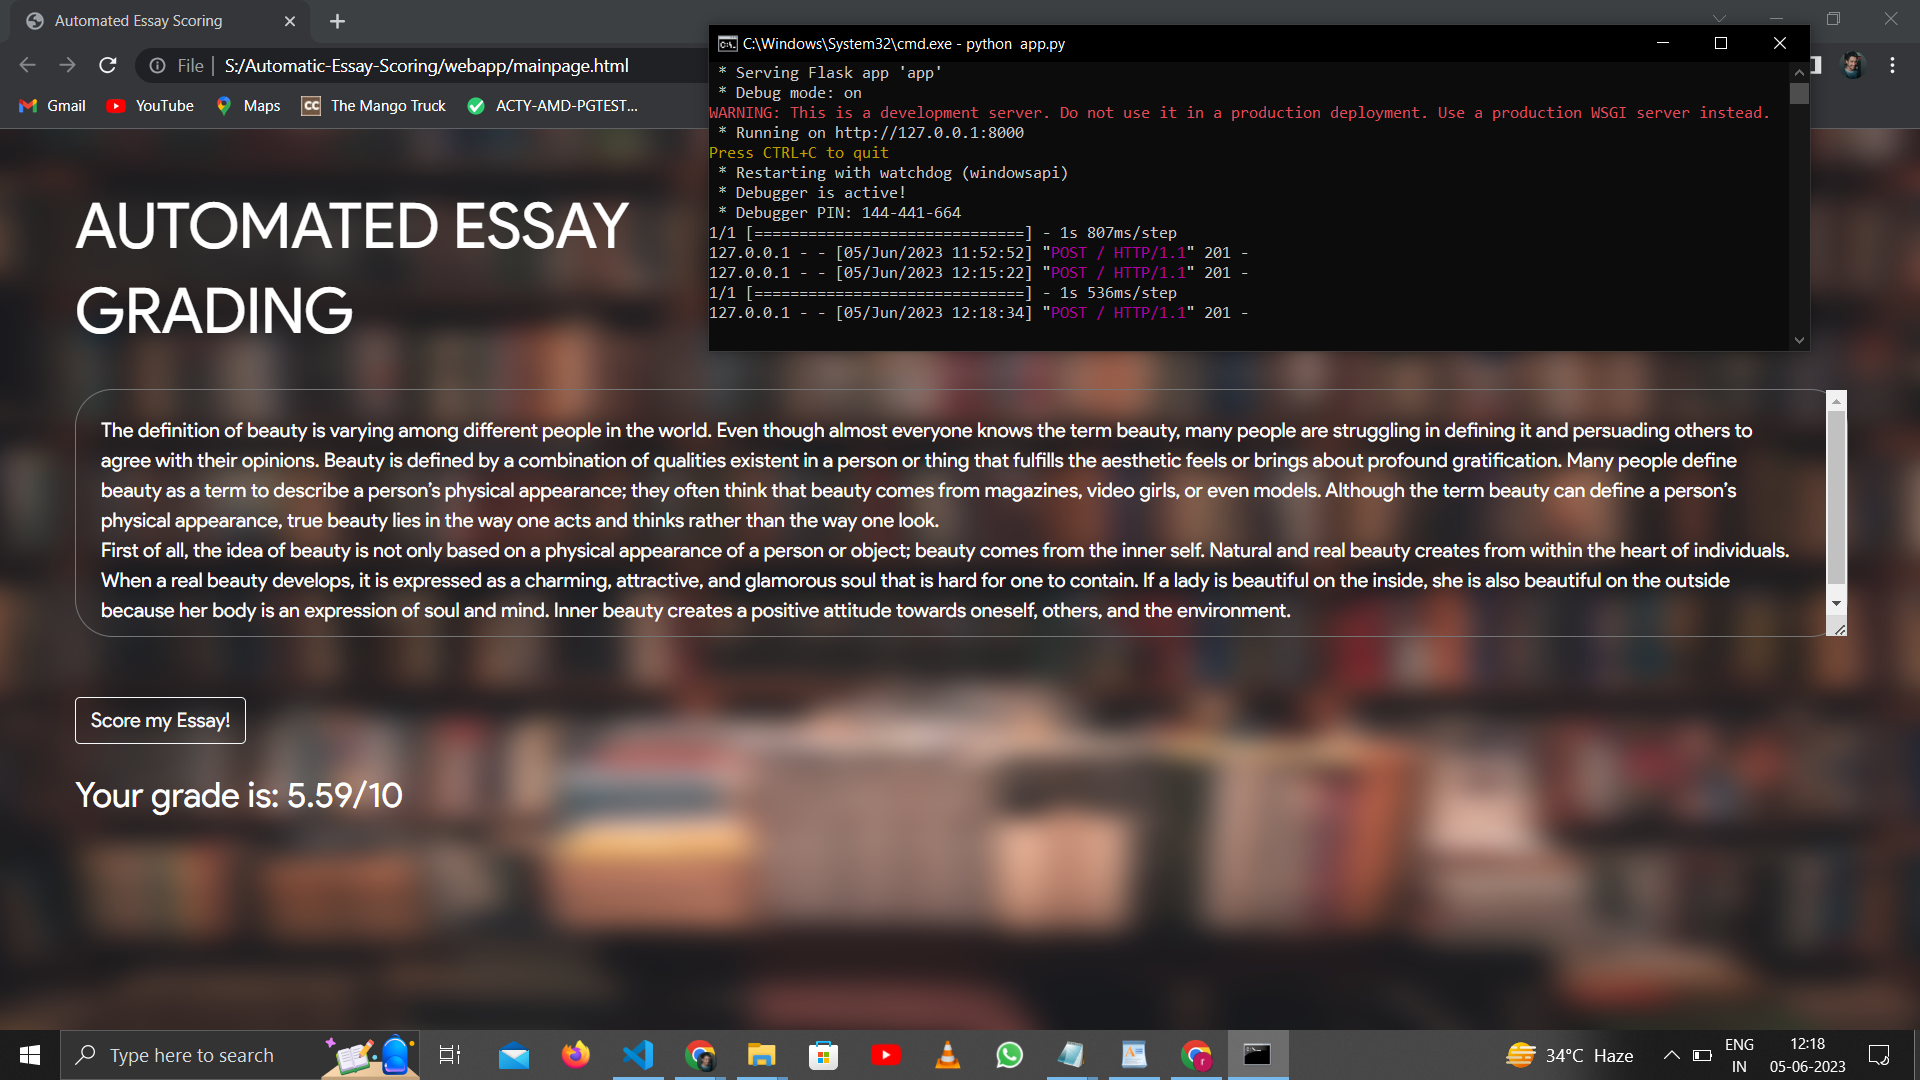 Automated Essay Scoring
File
S:/Automatic-Essay-Scoring/webapp/mainpage.html
Gmail
YouTube
Maps
CC
The Mango Truck
ACTY-AMD-PGTEST...
C:\Windows\System32\cmd.exe - python  app.py
* Serving Flask app 'app'
* Debug mode: on
WARNING: This is a development server. Do not use it in a production deployment. Use a production WSGI server instead.
* Running on http://127.0.0.1:8000
Press CTRL+C to quit
* Restarting with watchdog (windowsapi)
* Debugger is active!
* Debugger PIN: 144-441-664
1/1 [==============================] - 1s 807ms/step
127.0.0.1 - - [05/Jun/2023 11:52:52] "POST / HTTP/1.1" 201 -
127.0.0.1 - - [05/Jun/2023 12:15:22] "POST / HTTP/1.1" 201 -
1/1 [==============================] - 1s 536ms/step
127.0.0.1 - - [05/Jun/2023 12:18:34] "POST / HTTP/1.1" 201 -
AUTOMATED ESSAY
GRADING
The definition of beauty is varying among different people in the world. Even though almost everyone knows the term beauty, many people are struggling in defining it and persuading others to
agree with their opinions. Beauty is defined by a combination of qualities existent in a person or thing that fulfills the aesthetic feels or brings about profound gratification. Many people define
beauty as a term to describe a person’s physical appearance; they often think that beauty comes from magazines, video girls, or even models. Although the term beauty can define a person’s
physical appearance, true beauty lies in the way one acts and thinks rather than the way one look.
First of all, the idea of beauty is not only based on a physical appearance of a person or object; beauty comes from the inner self. Natural and real beauty creates from within the heart of individuals.
When a real beauty develops, it is expressed as a charming, attractive, and glamorous soul that is hard for one to contain. If a lady is beautiful on the inside, she is also beautiful on the outside
because her body is an expression of soul and mind. Inner beauty creates a positive attitude towards oneself, others, and the environment.
Score my Essay!
Your grade is: 5.59/10
Type here to search
34°C Haze
ENG
IN
12:18
05-06-2023